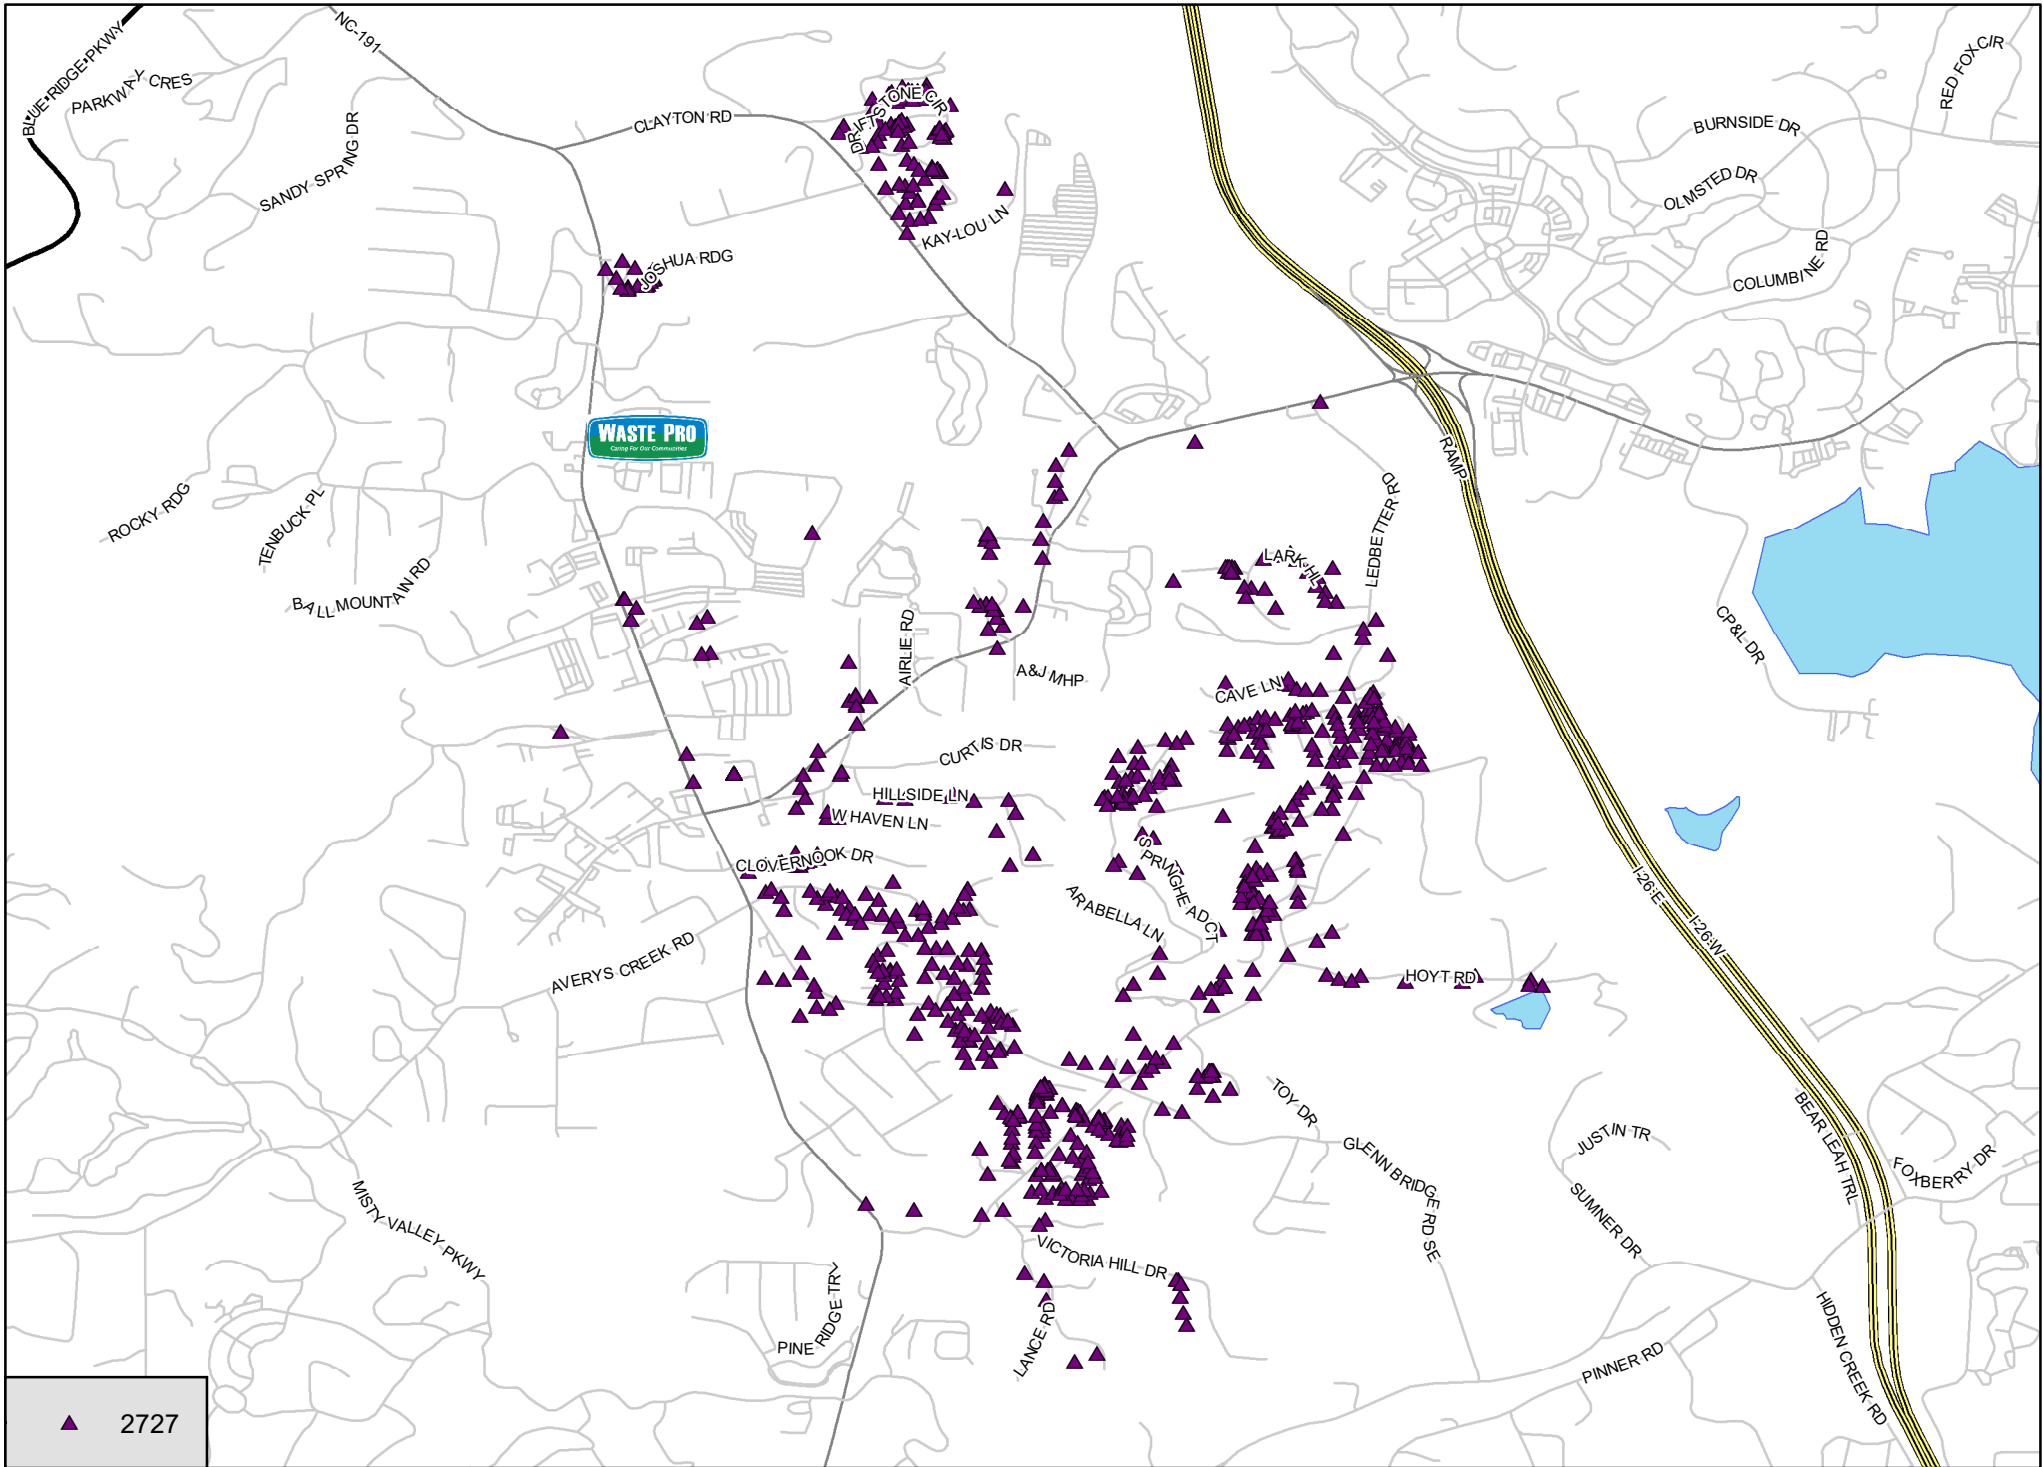 NC-191
BLUE RIDGE PKWY
PARKWAY CRES
SANDY SPRING DR
CLAYTON RD
DRIFTSTONE CIR
KAY-LOU LN
JOSHUA RDG
RED FOX CIR
BURNSIDE DR
OLMSTED DR
COLUMBINE RD
WASTE PRO
Caring For Our Communities
RAMP
ROCKY RDG
TENBUCK PL
BALL MOUNTAIN RD
LEDBETTER RD
LARK HL
CP&L DR
AIRLIE RD
A&J MHP
CAVE LN
CURTIS DR
HILLSIDE LN
W HAVEN LN
CLOVERNOOK DR
SPRINGHEAD CT
ARABELLA LN
I-26 E
I-26 W
AVERYS CREEK RD
HOYT RD
TOY DR
GLENN BRIDGE RD SE
JUSTIN TR
BEAR LEAH TRL
FOXBERRY DR
SUMNER DR
MISTY VALLEY PKWY
VICTORIA HILL DR
PINE RIDGE TRV
LANCE RD
PINNER RD
HIDDEN CREEK RD
2727